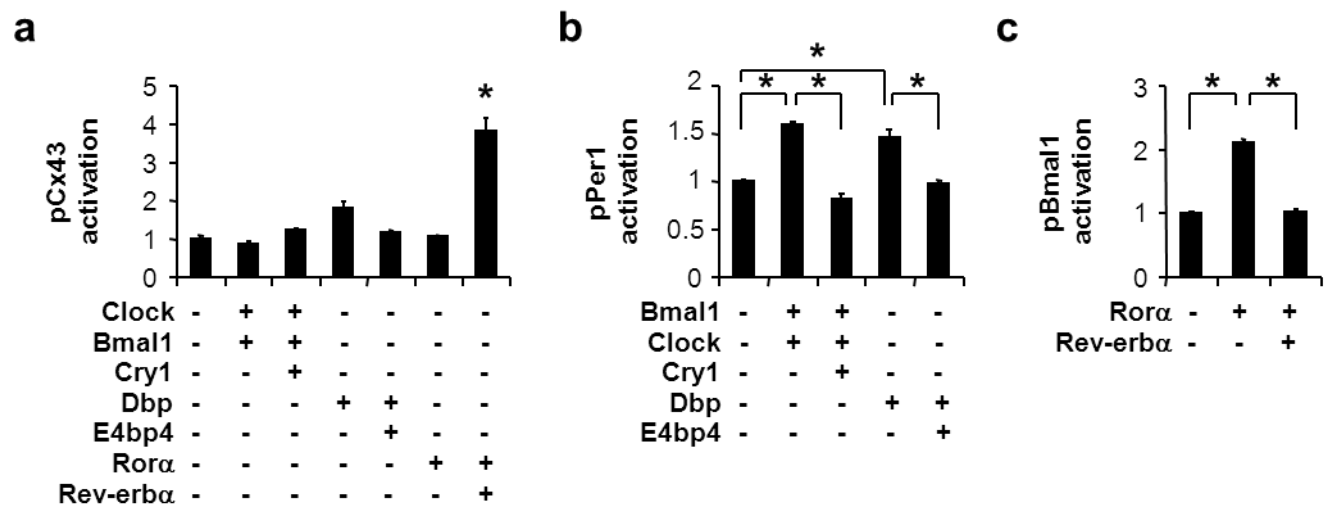 a
b
c
pCx43
activation
5
4
3
2
1
0
*
Clock - + + - - - -
Bmal1 - + + - - - -
Cry1 - - + - - - -
Dbp - - - + + - -
E4bp4 - - - - + - -
Rorα - - - - - + +
Rev-erbα - - - - - - +
pPer1
activation
2
1.5
1
0.5
0
*
* * *
Bmal1 - + + - -
Clock - + + - -
Cry1 - - + - -
Dbp - - - + +
E4bp4 - - - - +
pBmal1
activation
3
2
1
0
* *
Rorα - + +
Rev-erbα - - +